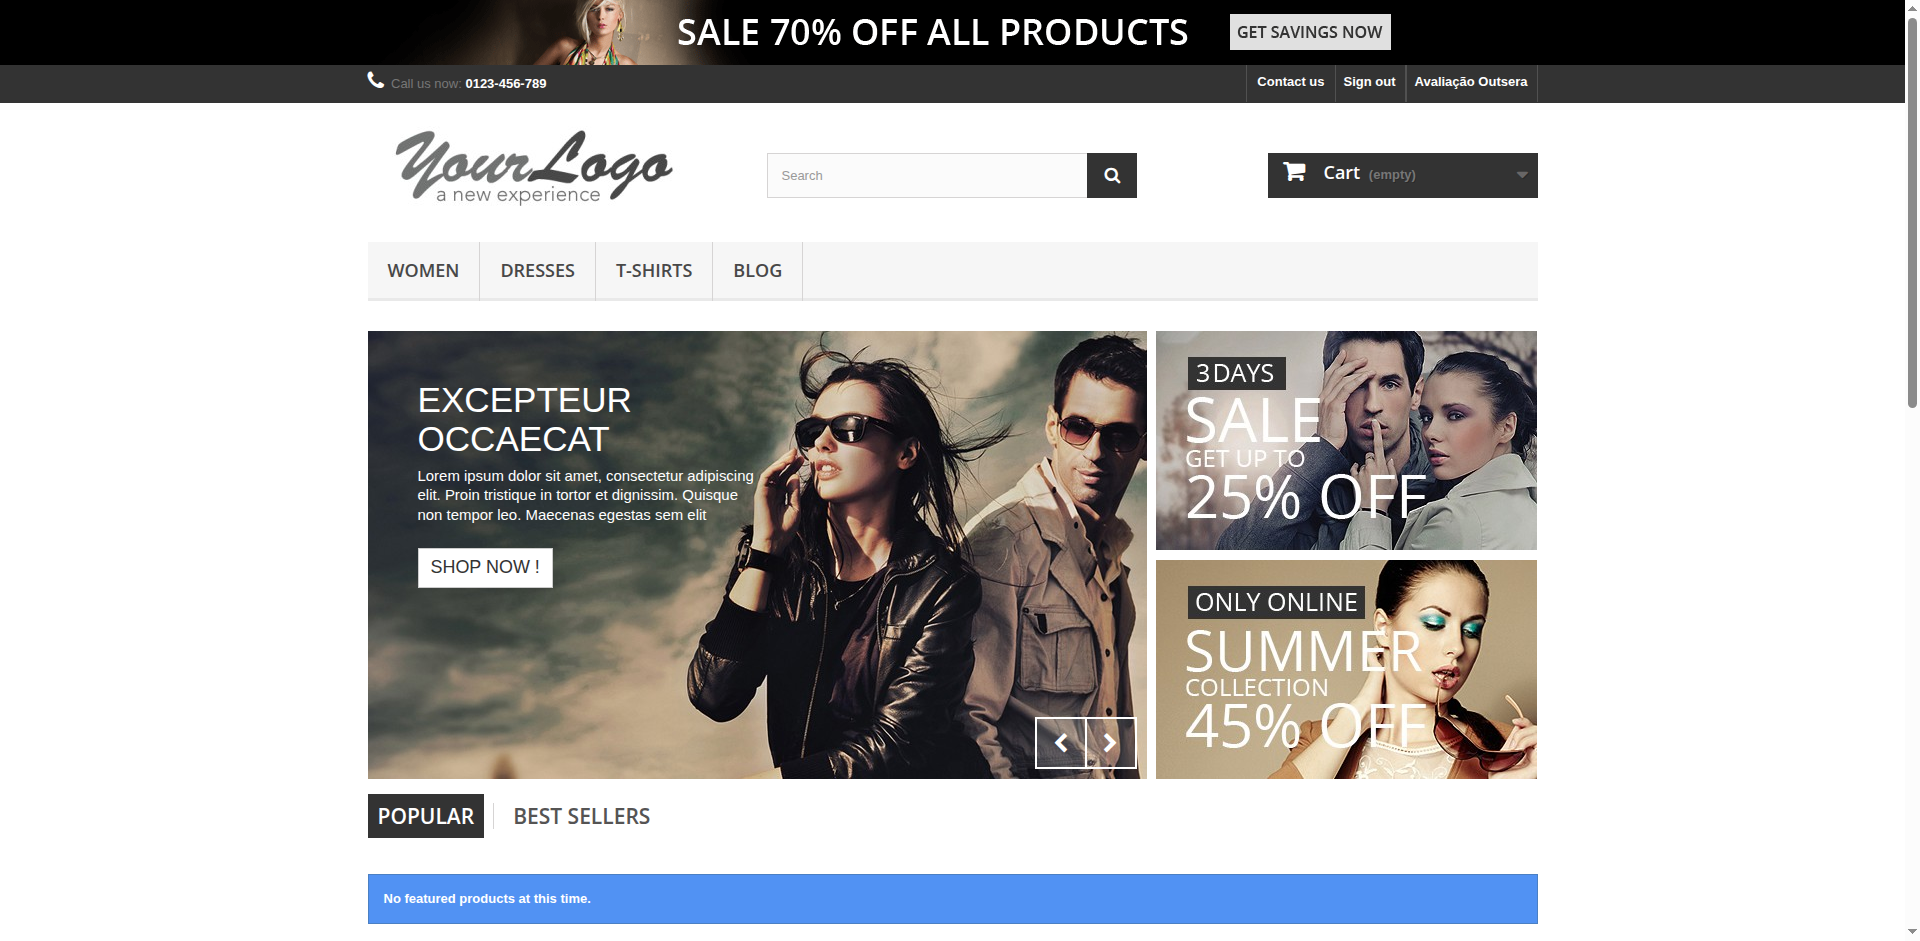 SALE 70% OFF ALL PRODUCTS GET SAVINGS NOW
Call us now: 0123-456-789
Contact us Sign out Avaliação Outsera
YourLogo
a new experience
Search
Cart (empty)
WOMEN DRESSES T-SHIRTS BLOG
EXCEPTEUR
OCCAECAT
Lorem ipsum dolor sit amet, consectetur adipiscing
elit. Proin tristique in tortor et dignissim. Quisque
non tempor leo. Maecenas egestas sem elit
SHOP NOW !
3 DAYS
SALE
GET UP TO
25% OFF
ONLY ONLINE
SUMMER
COLLECTION
45% OFF
POPULAR BEST SELLERS
No featured products at this time.